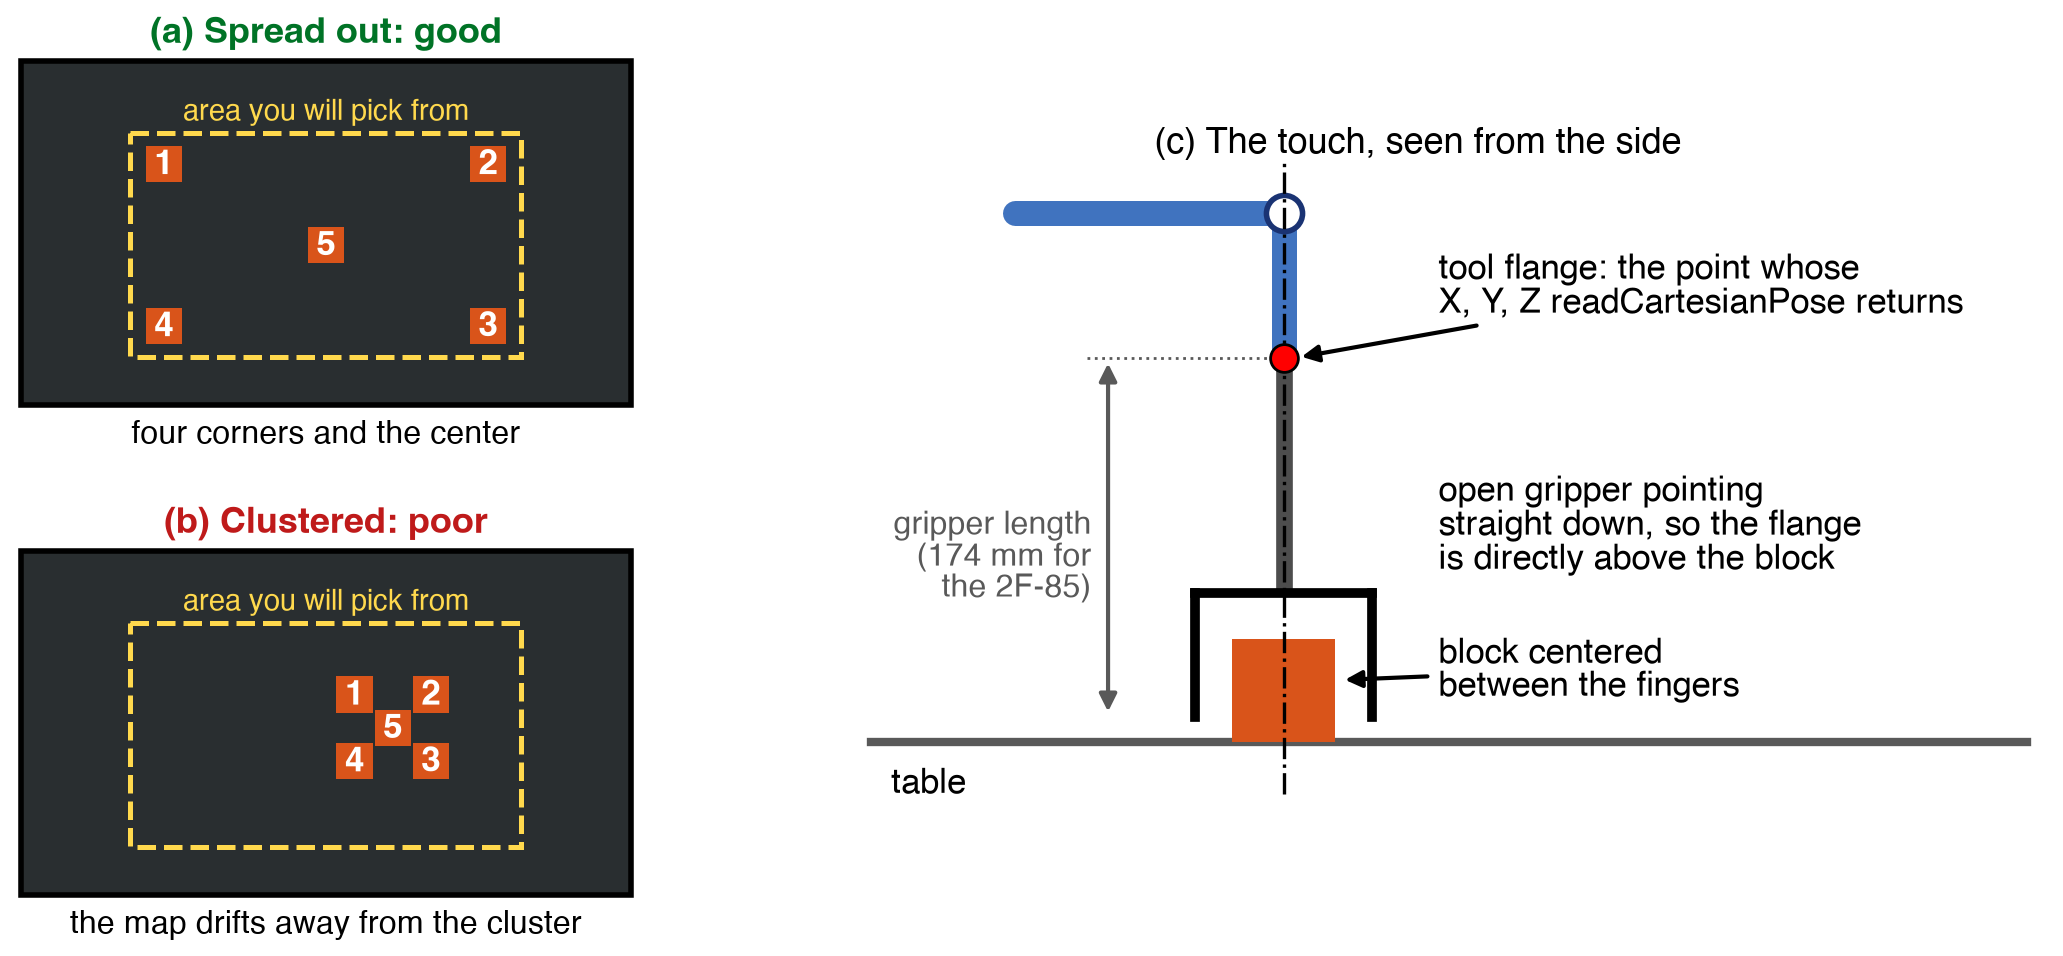 (a) Spread out: good
area you will pick from
1
2
5
4
3
four corners and the center
(b) Clustered: poor
area you will pick from
1
2
5
4
3
the map drifts away from the cluster
(c) The touch, seen from the side
tool flange: the point whose
X, Y, Z readCartesianPose returns
gripper length
(174 mm for
the 2F-85)
open gripper pointing
straight down, so the flange
is directly above the block
block centered
between the fingers
table